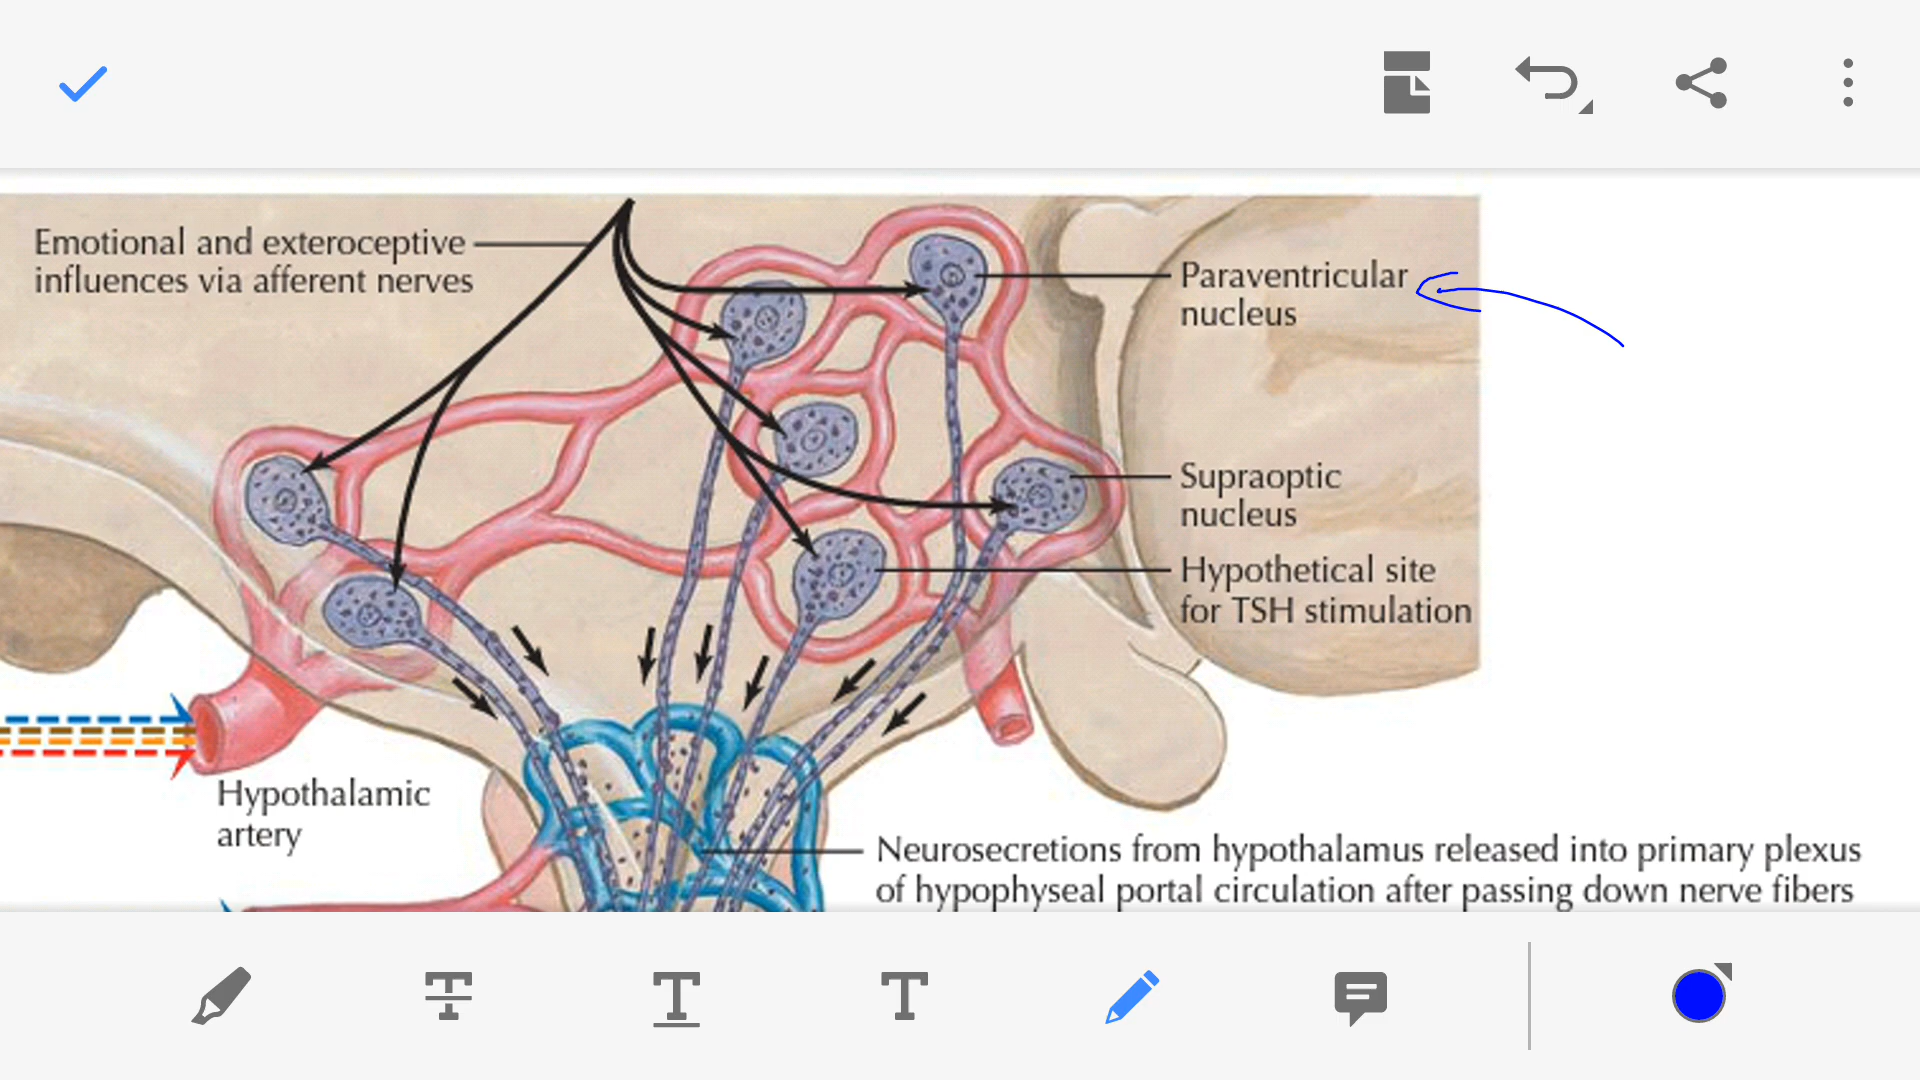 Emotional and exteroceptive
influences via afferent nerves
Paraventricular
nucleus
Supraoptic
nucleus
Hypothetical site
for TSH stimulation
Hypothalamic
artery
Neurosecretions from hypothalamus released into primary plexus
of hypophyseal portal circulation after passing down nerve fibers